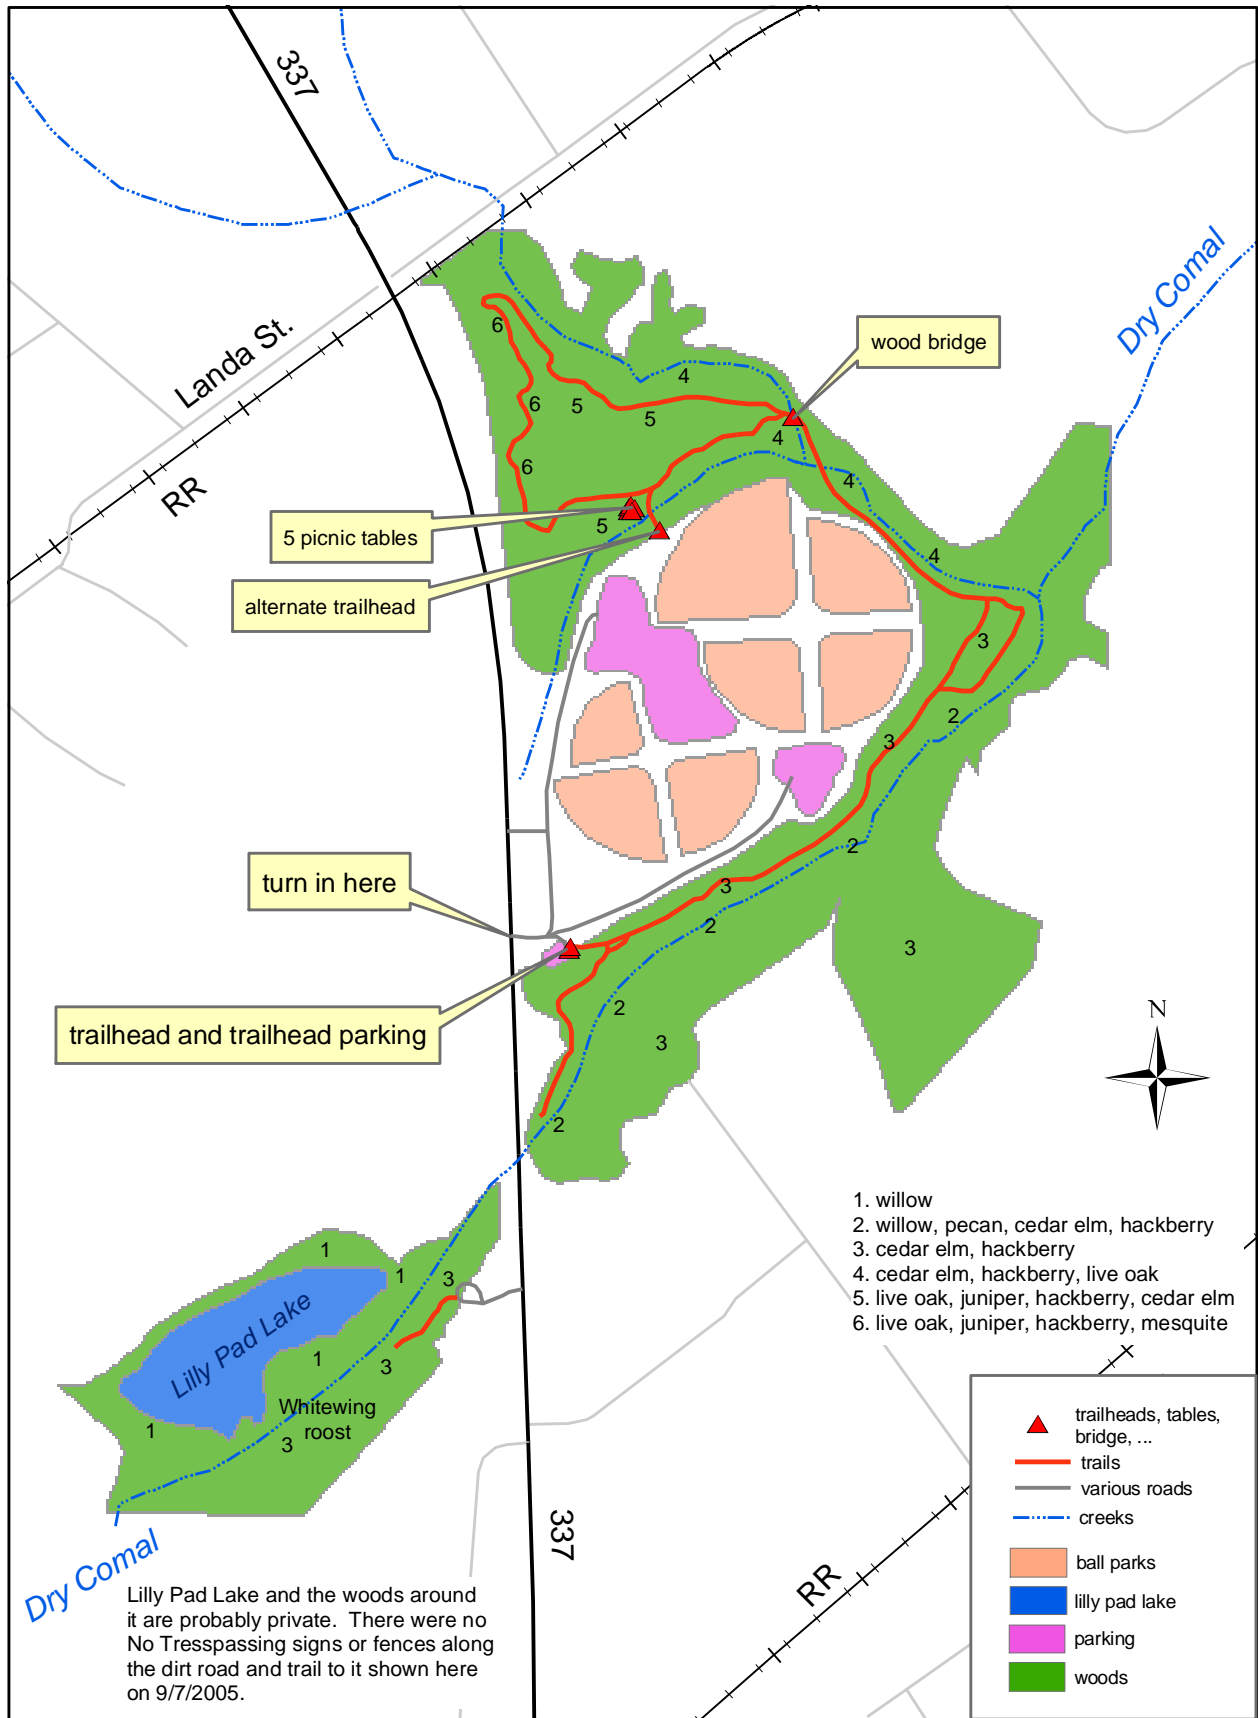 337
Dry Comal
wood bridge
4
6
Landa St.
6
5
5
4
RR
6
4
5 picnic tables
5
4
alternate trailhead
3
2
3
2
turn in here
3
2
3
trailhead and trailhead parking
2
3
N
2
1. willow
2. willow, pecan, cedar elm, hackberry
3. cedar elm, hackberry
4. cedar elm, hackberry, live oak
5. live oak, juniper, hackberry, cedar elm
6. live oak, juniper, hackberry, mesquite
1
1
3
Lilly Pad Lake
1
3
Whitewing
roost
1
3
trailheads, tables,
bridge, ...
trails
various roads
creeks
ball parks
lilly pad lake
parking
woods
337
RR
Dry Comal
Lilly Pad Lake and the woods around
it are probably private. There were no
No Tresspassing signs or fences along
the dirt road and trail to it shown here
on 9/7/2005.